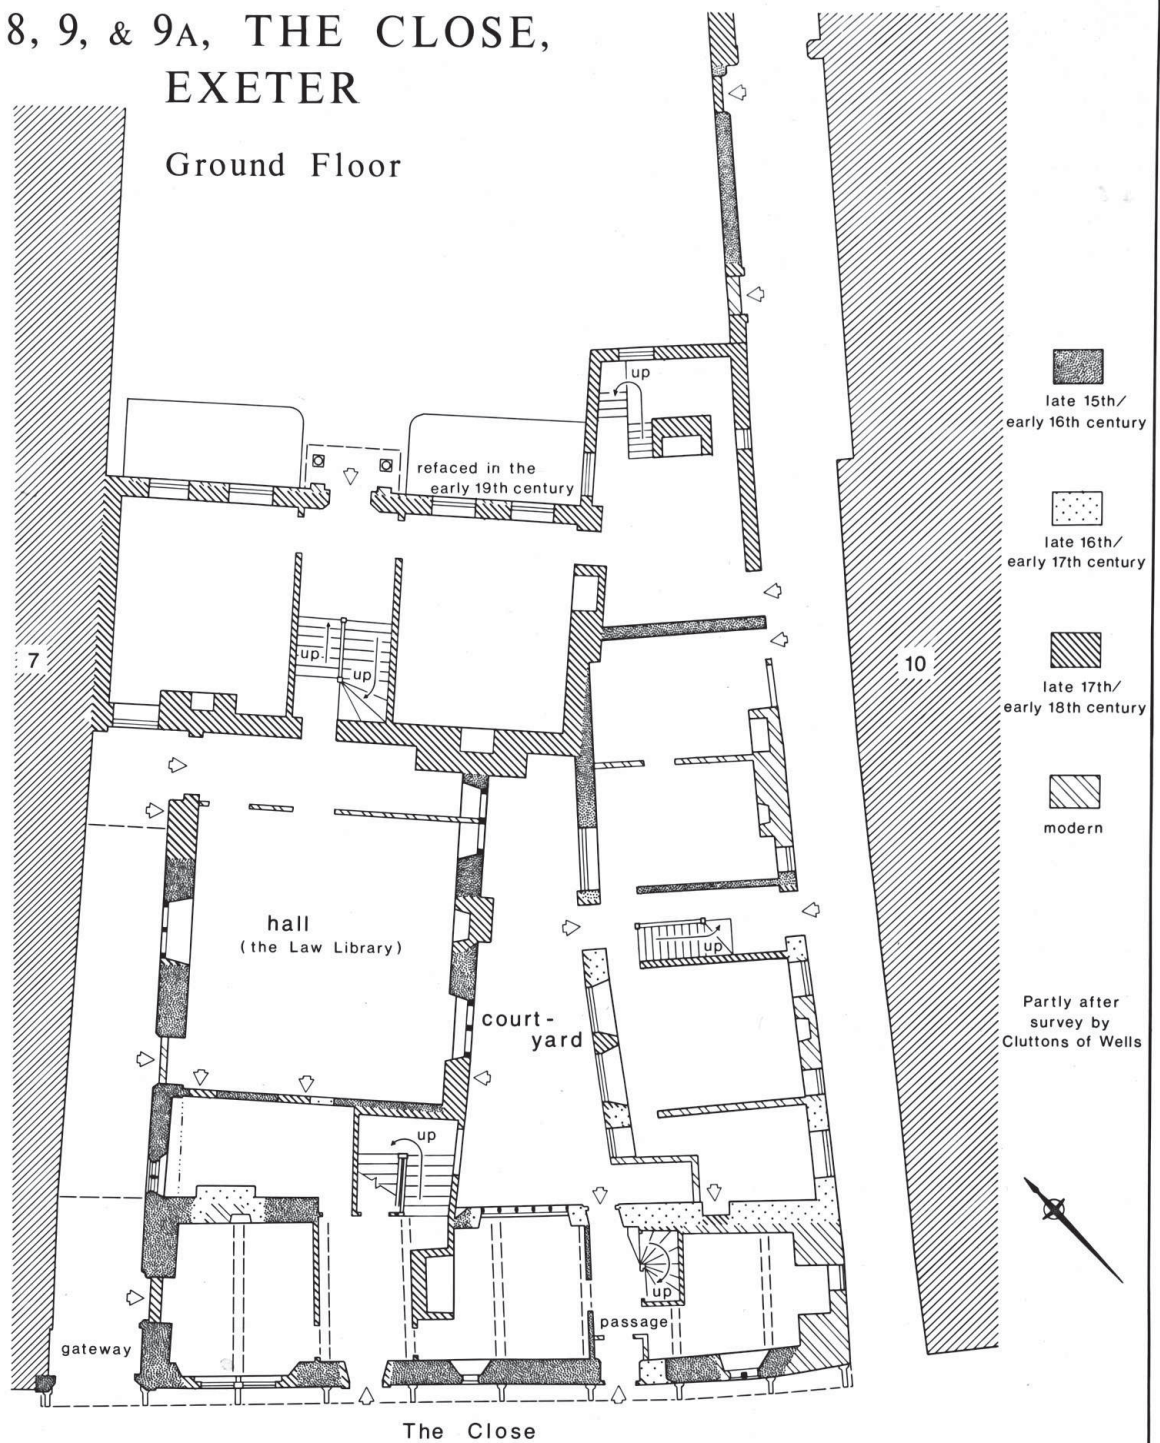 8, 9, & 9A, THE CLOSE,
EXETER
Ground Floor
up
refaced in the
early 19th century
late 15th/
early 16th century
late 16th/
early 17th century
7
up
up
10
late 17th/
early 18th century
modern
hall
(the Law Library)
up
court-
yard
Partly after
survey by
Cluttons of Wells
up
up
passage
gateway
The Close